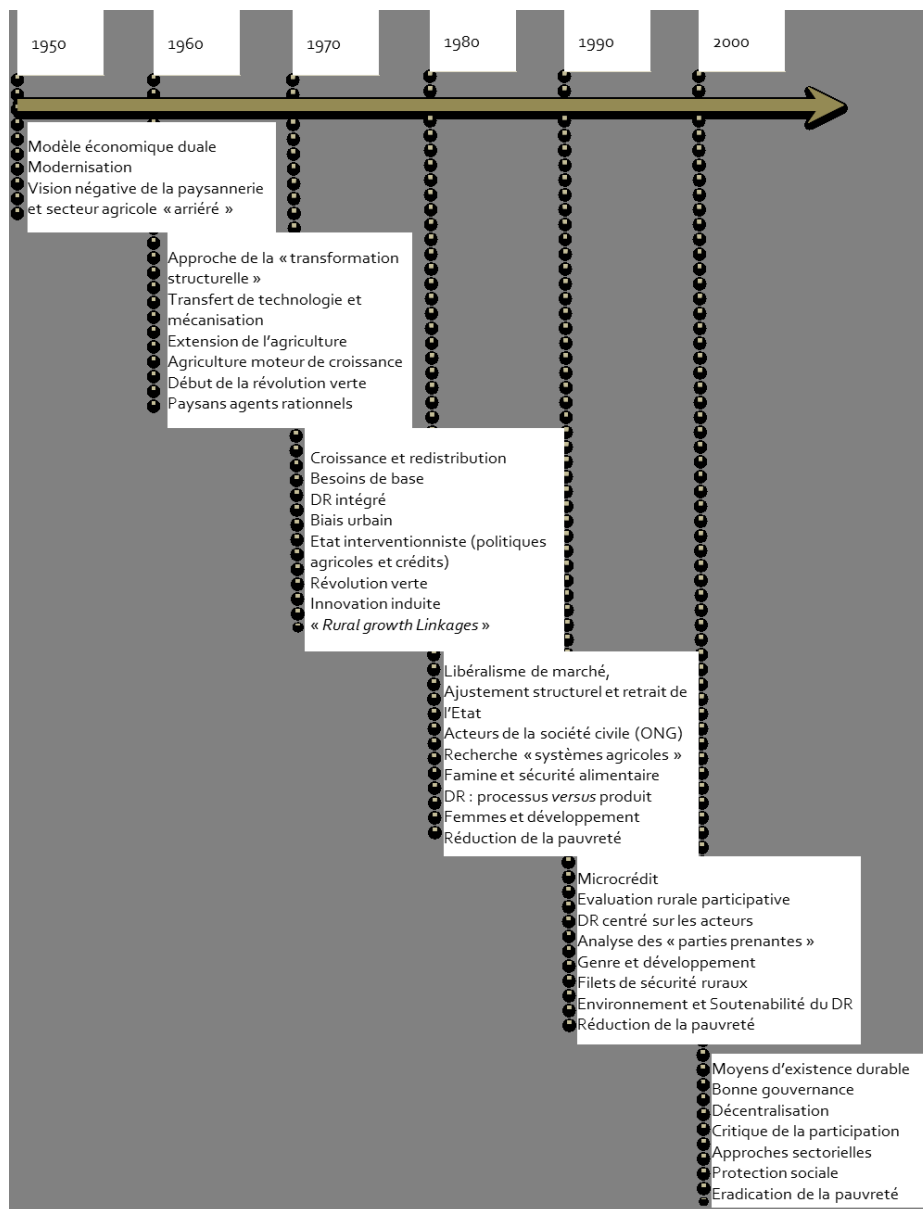 1950
1960
1970
1980
1990
2000
Modèle économique duale
Modernisation
Vision négative de la paysannerie
et secteur agricole « arriéré »
Approche de la « transformation
structurelle »
Transfert de technologie et
mécanisation
Extension de l'agriculture
Agriculture moteur de croissance
Début de la révolution verte
Paysans agents rationnels
Croissance et redistribution
Besoins de base
DR intégré
Biais urbain
Etat interventionniste (politiques
agricoles et crédits)
Révolution verte
Innovation induite
« Rural growth Linkages »
Libéralisme de marché,
Ajustement structurel et retrait de
l'Etat
Acteurs de la société civile (ONG)
Recherche « systèmes agricoles »
Famine et sécurité alimentaire
DR : processus versus produit
Femmes et développement
Réduction de la pauvreté
Microcrédit
Evaluation rurale participative
DR centré sur les acteurs
Analyse des « parties prenantes »
Genre et développement
Filets de sécurité ruraux
Environnement et Soutenabilité du DR
Réduction de la pauvreté
Moyens d'existence durable
Bonne gouvernance
Décentralisation
Critique de la participation
Approches sectorielles
Protection sociale
Eradication de la pauvreté